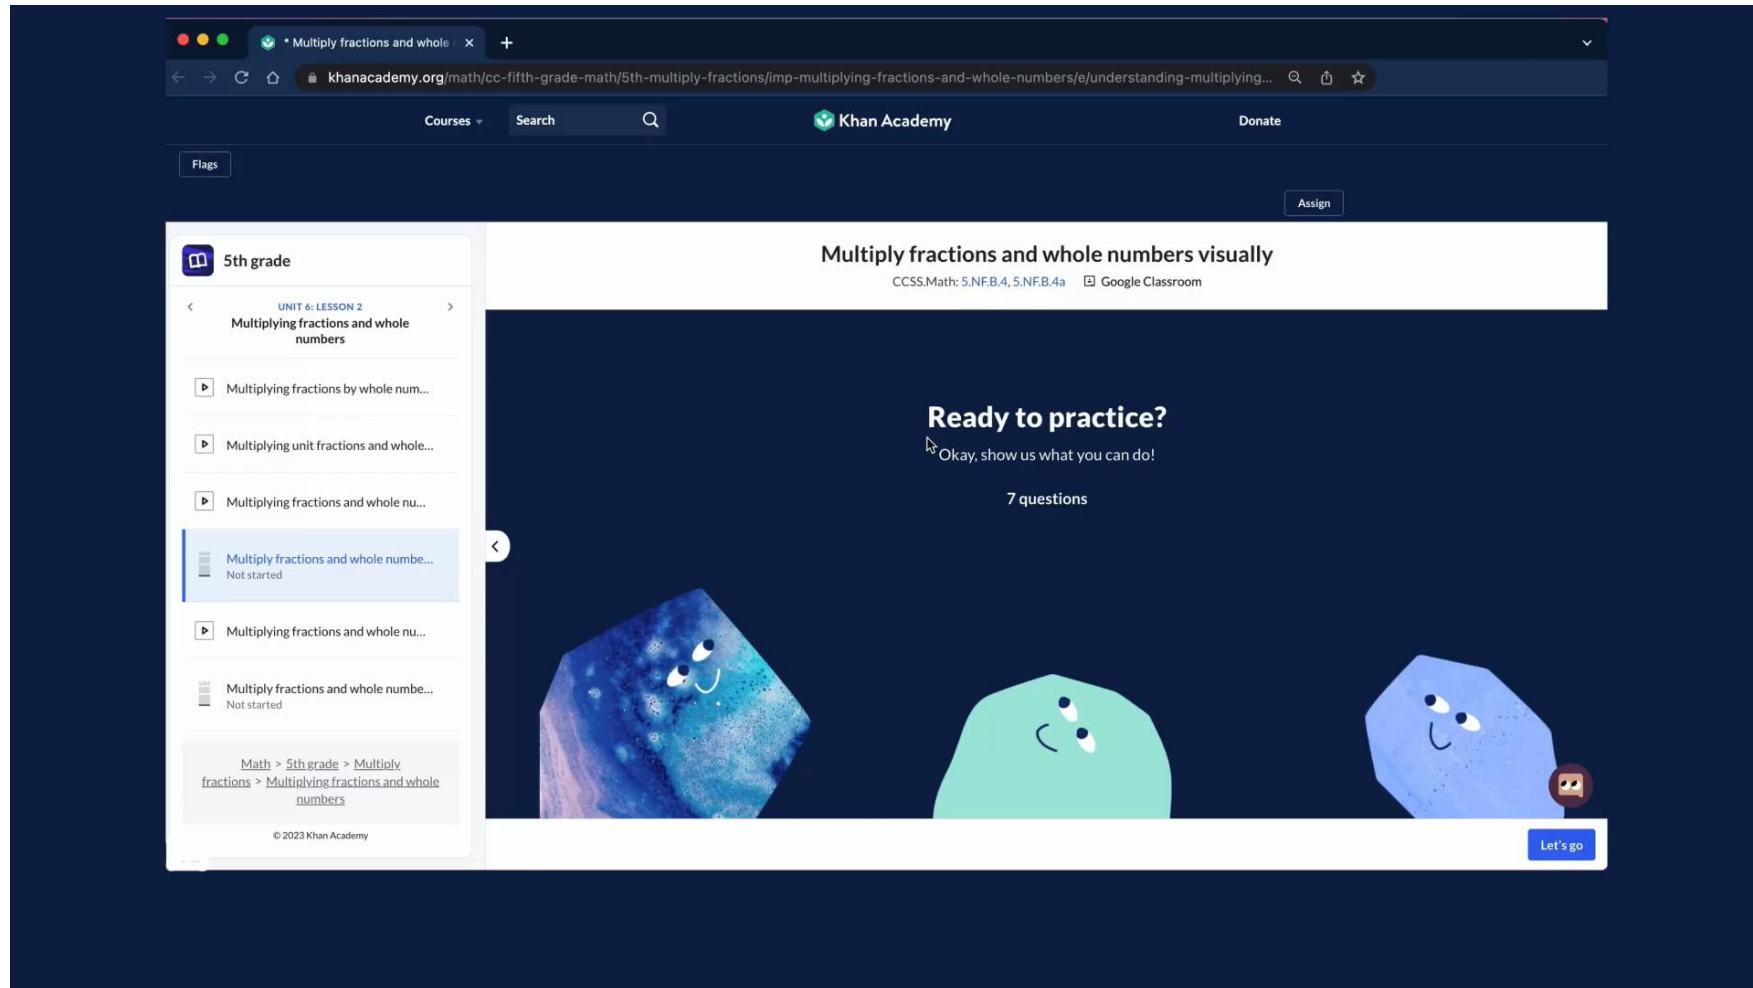 * Multiply fractions and whole
khanacademy.org/math/cc-fifth-grade-math/5th-multiply-fractions/imp-multiplying-fractions-and-whole-numbers/e/understanding-multiplying...
Courses
Search
Khan Academy
Donate
Flags
Assign
5th grade
UNIT 6: LESSON 2
Multiplying fractions and whole
numbers
Multiplying fractions by whole num...
Multiplying unit fractions and whole...
Multiplying fractions and whole nu...
Multiply fractions and whole numbe...
Not started
Multiplying fractions and whole nu...
Multiply fractions and whole numbe...
Not started
Math > 5th grade > Multiply
fractions > Multiplying fractions and whole
numbers
© 2023 Khan Academy
Multiply fractions and whole numbers visually
CCSS.Math: 5.NF.B.4, 5.NF.B.4a Google Classroom
Ready to practice?
Okay, show us what you can do!
7 questions
Let's go